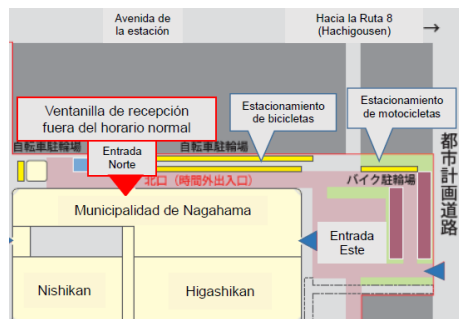 Avenida de
la estación
Hacia la Ruta 8
(Hachigousen)
→
Ventanilla de recepción
fuera del horario normal
Estacionamiento
de bicicletas
Estacionamiento
de motocicletas
自転車駐輪場
Entrada
Norte
自転車駐輪場
北口（時間外出入口）
バイク駐輪場
都市計画道路
Municipalidad de Nagahama
Entrada
Este
Nishikan
Higashikan